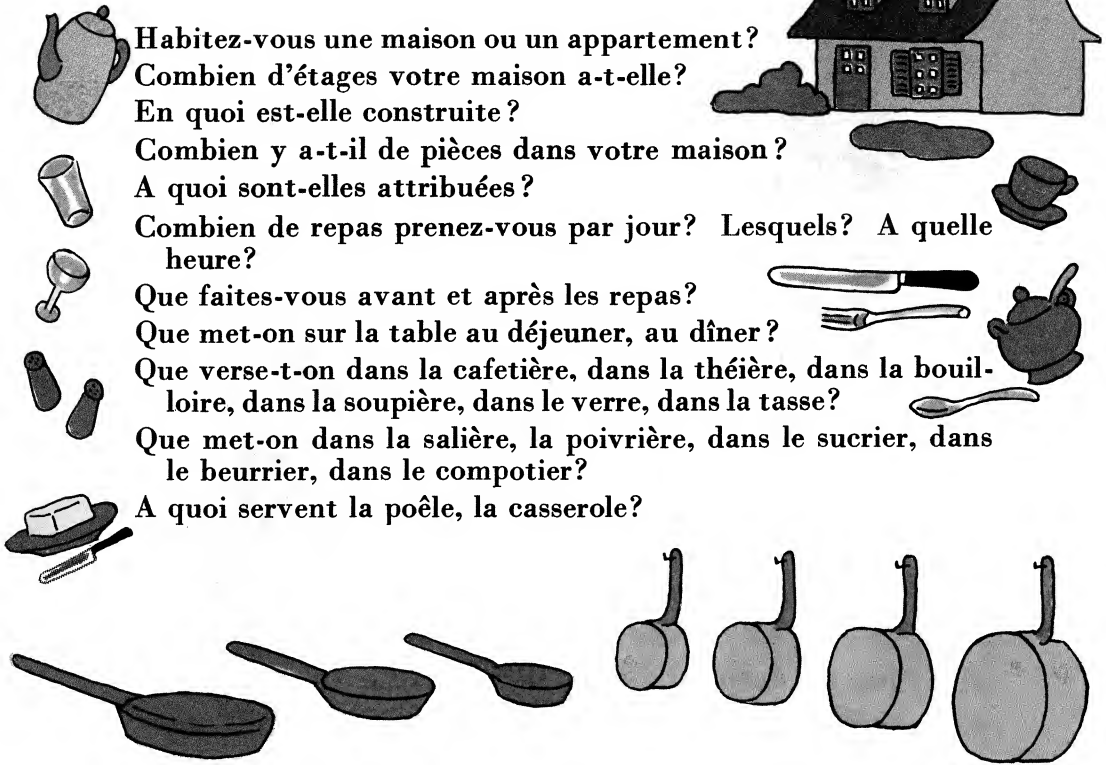 Habitez-vous une maison ou un appartement?
Combien d'étages votre maison a-t-elle?
En quoi est-elle construite?
Combien y a-t-il de pièces dans votre maison?
A quoi sont-elles attribuées?
Combien de repas prenez-vous par jour? Lesquels? A quelle
heure?
Que faites-vous avant et après les repas?
Que met-on sur la table au déjeuner, au dîner?
Que verse-t-on dans la cafetière, dans la théière, dans la bouil-
loire, dans la soupière, dans le verre, dans la tasse?
Que met-on dans la salière, la poivrière, dans le sucrier, dans
le beurrier, dans le compotier?
A quoi servent la poêle, la casserole?